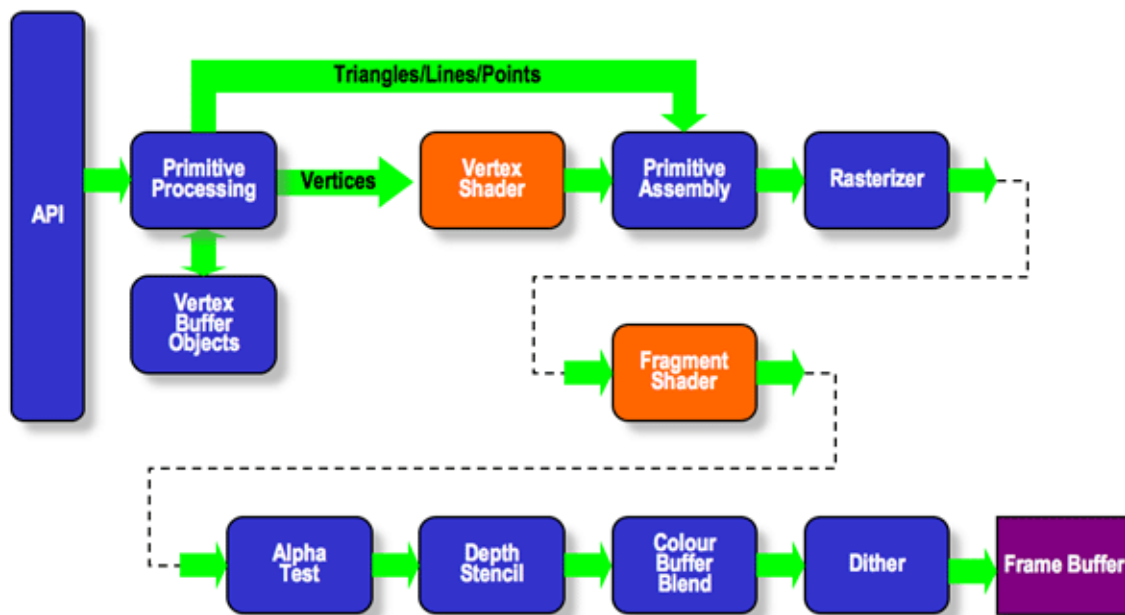 Triangles/Lines/Points
API
Primitive
Processing
Vertices
Vertex
Shader
Primitive
Assembly
Rasterizer
Vertex
Buffer
Objects
Fragment
Shader
Alpha
Test
Depth
Stencil
Colour
Buffer
Blend
Dither
Frame Buffer